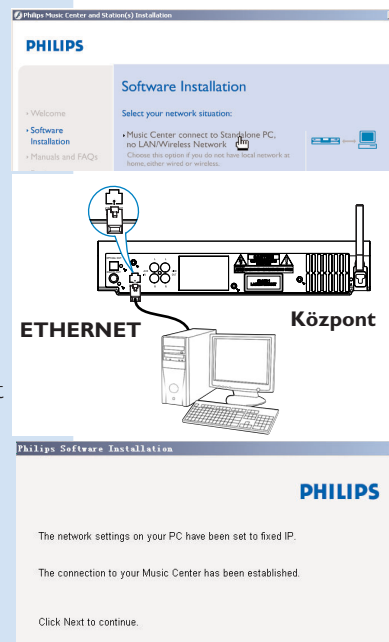 Philips Music Center and Station(s) Installation
PHILIPS
Software Installation
Welcome
Select your network situation:
Software
Installation
Music Center connect to Standalone PC,
no LAN/Wireless Network
Manuals and FAQs
Choose this option if you do not have local network at
home, either wired or wireless.
ETHERNET
Központ
t
Philips Software Installation
PHILIPS
The network settings on your PC have been set to fixed IP.
The connection to your Music Center has been established.
Click Next to continue.